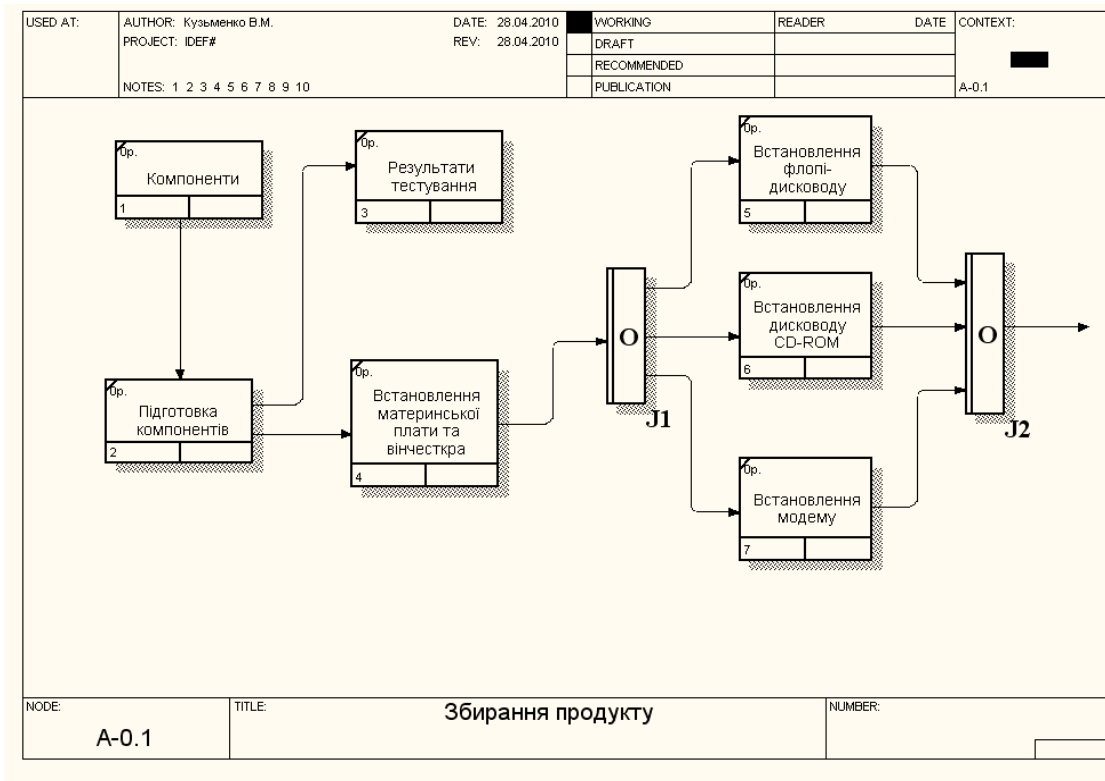 USED AT:
AUTHOR: Кузьменко В.М.
DATE: 28.04.2010
PROJECT: IDEF#
REV: 28.04.2010
NOTES: 1 2 3 4 5 6 7 8 9 10
WORKING
DRAFT
RECOMMENDED
PUBLICATION
READER
DATE
CONTEXT:
A-0.1
0р.
Компоненти
1
0р.
Результати
тестування
3
0р.
Підготовка
компонентів
2
0р.
Встановлення
материнської
плати та
вінчесткра
4
O
J1
0р.
Встановлення
флопі-
дисководу
5
0р.
Встановлення
дисководу
CD-ROM
6
0р.
Встановлення
модему
7
O
J2
NODE:
A-0.1
TITLE:
Збирання продукту
NUMBER: